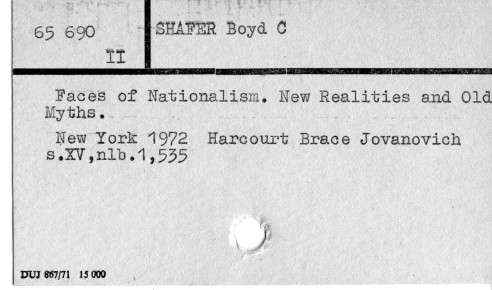 65 690
II
SHAFER Boyd C
Faces of Nationalism. New Realities and Old
Myths.
New York 1972 Harcourt Brace Jovanovich
s.XV,nlb.1,535
DUJ 867/71 15 000